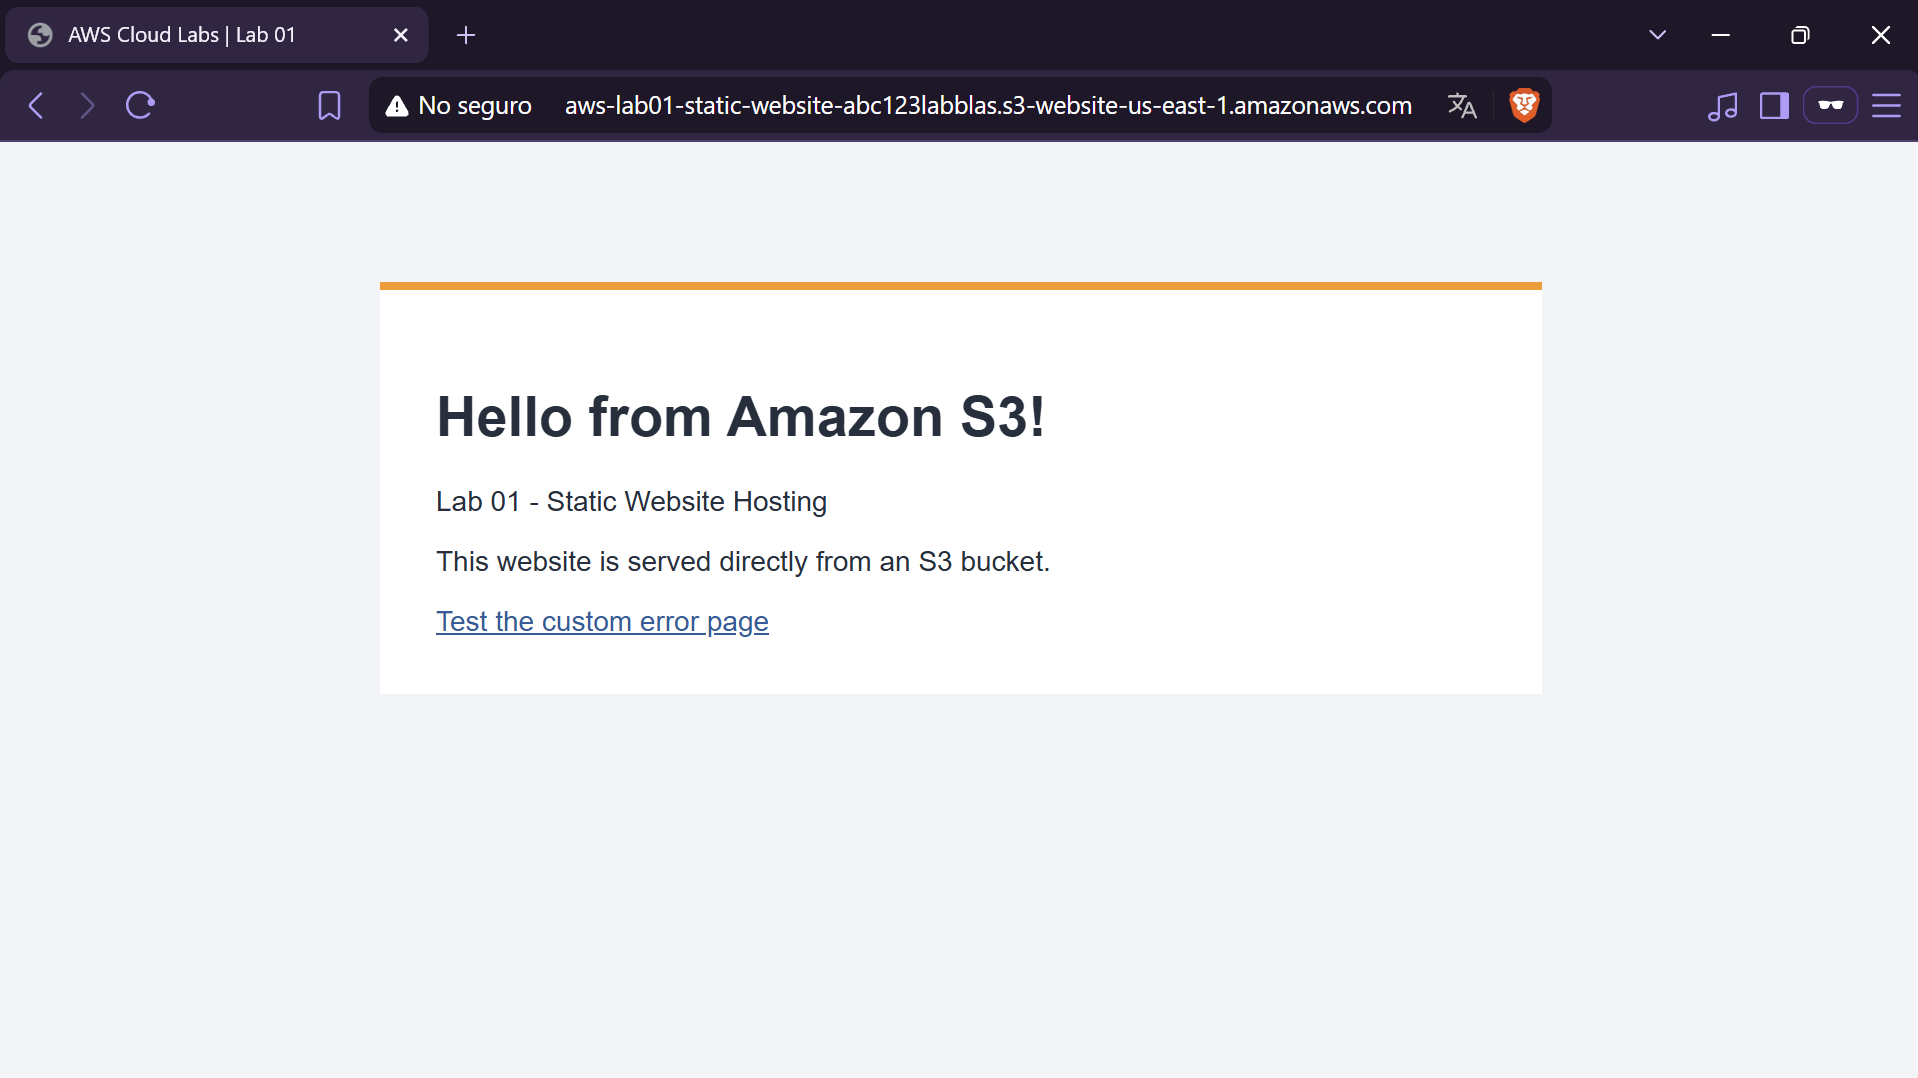 AWS Cloud Labs | Lab 01
No seguro aws-lab01-static-website-abc123labblas.s3-website-us-east-1.amazonaws.com
Hello from Amazon S3!
Lab 01 - Static Website Hosting
This website is served directly from an S3 bucket.
Test the custom error page